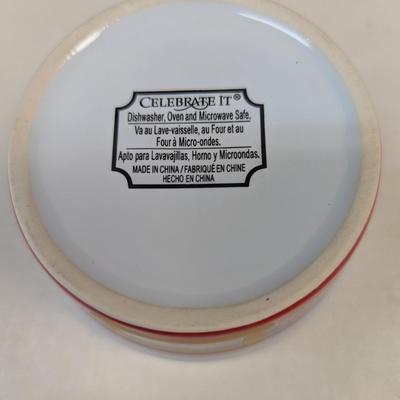 CELEBRATE IT®
Dishwasher, Oven and Microwave Safe,
Va au Lave-vaisselle, au Four et au
Four à Micro-ondes.
Apto para Lavavajillas, Horno y Microondas.
MADE IN CHINA / FABRIQUÉ EN CHINE
HECHO EN CHINA